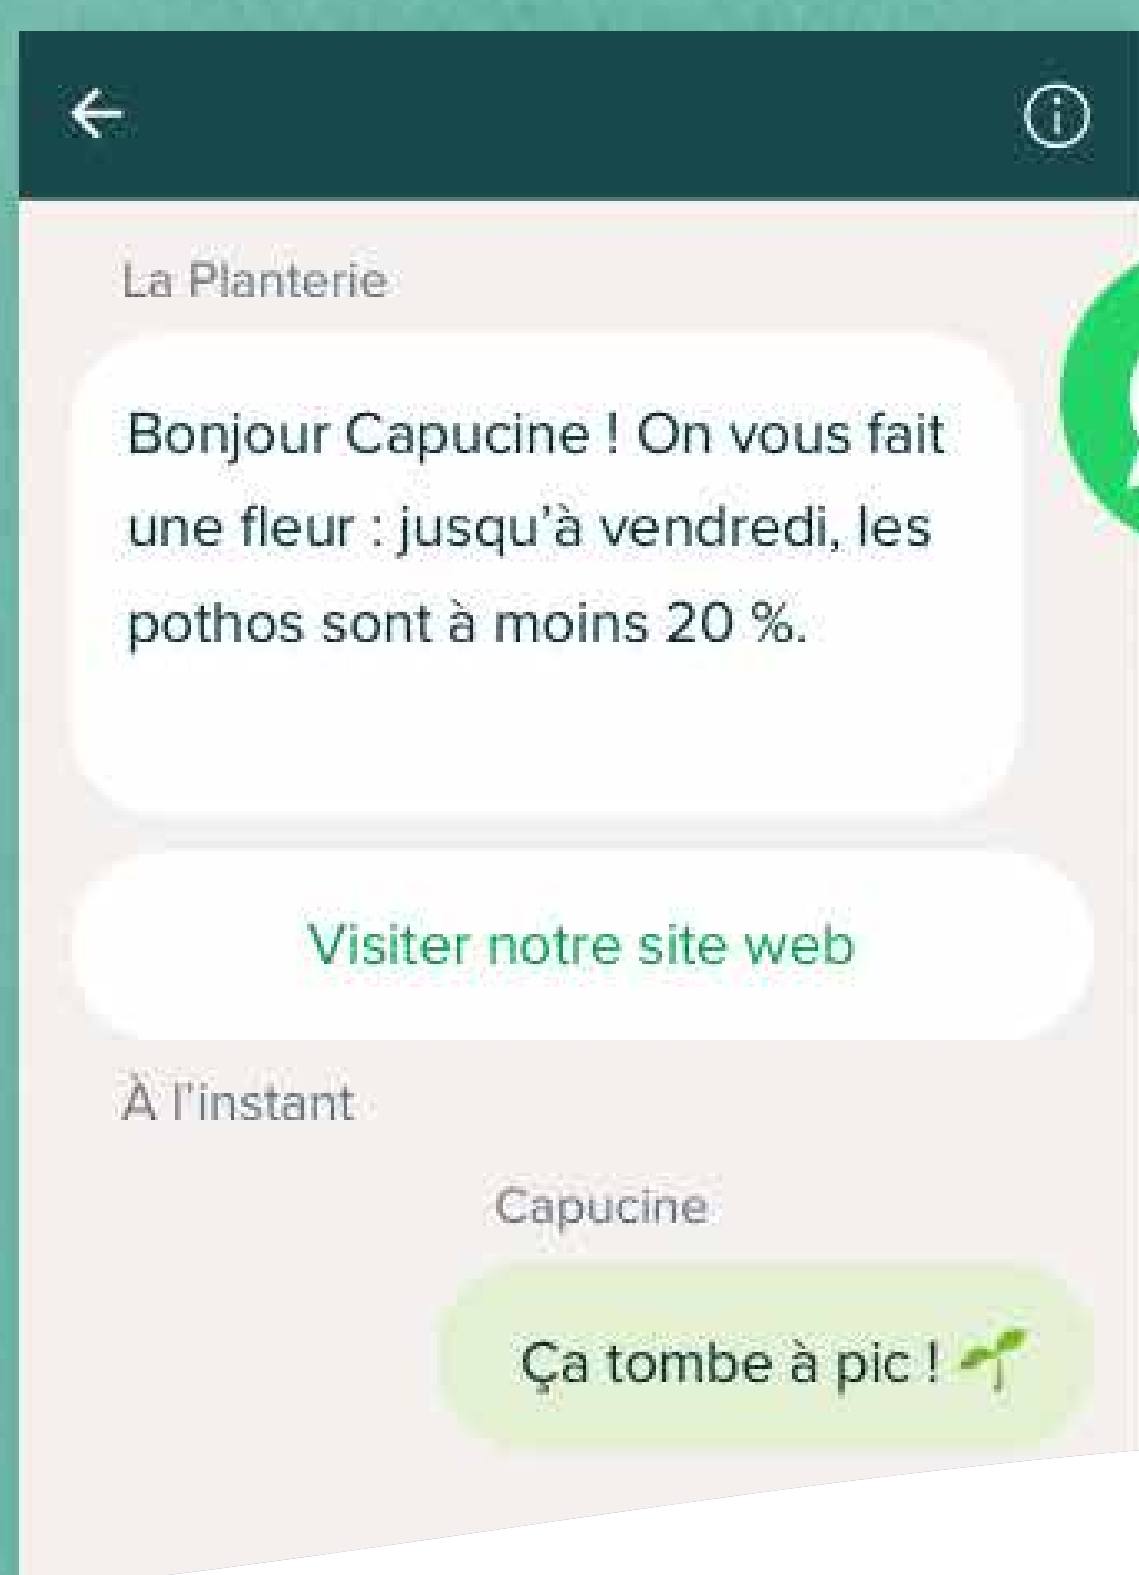 La Planterie
Bonjour Capucine ! On vous fait
une fleur : jusqu’à vendredi, les
pothos sont à moins 20 %.
Visiter notre site web
À l'instant
Capucine
Ça tombe à pic ! 🌱